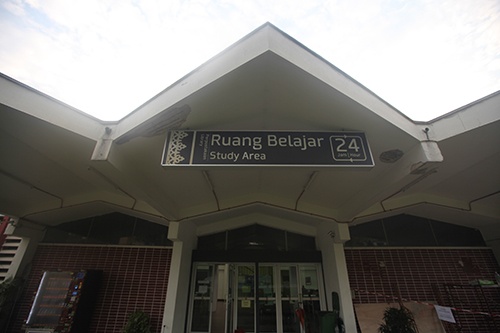 Ruang Belajar
Study Area
24
Jam | Hour